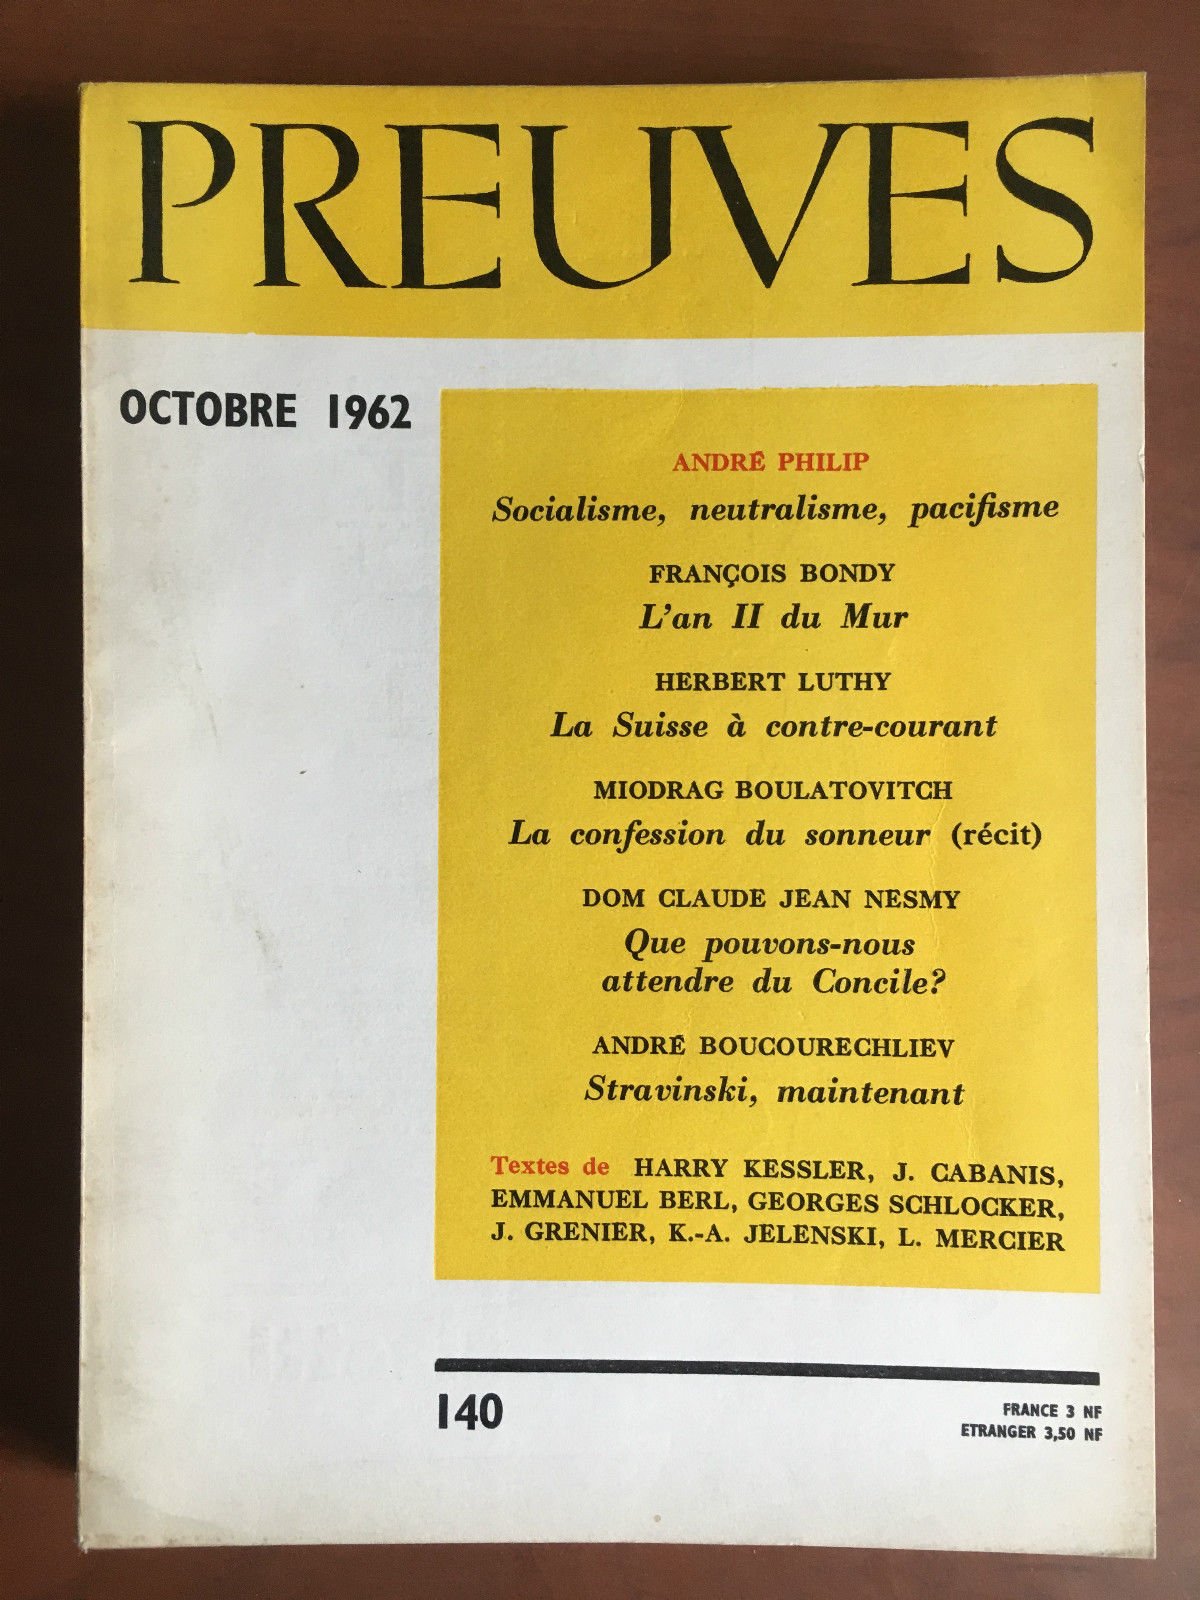 PREUVES
OCTOBRE 1962
ANDRÉ PHILIP
Socialisme, neutralisme, pacifisme
FRANÇOIS BONDY
L'an II du Mur
HERBERT LUTHY
La Suisse à contre-courant
MIODRAG BOULATOVITCH
La confession du sonneur (récit)
DOM CLAUDE JEAN NESMY
Que pouvons-nous
attendre du Concile?
ANDRÉ BOUCOURECHLIEV
Stravinski, maintenant
Textes de HARRY KESSLER, J. CABANIS,
EMMANUEL BERL, GEORGES SCHLOCKER,
J. GRENIER, K.-A. JELENSKI, L. MERCIER
140
FRANCE 3 NF
ETRANGER 3,50 NF